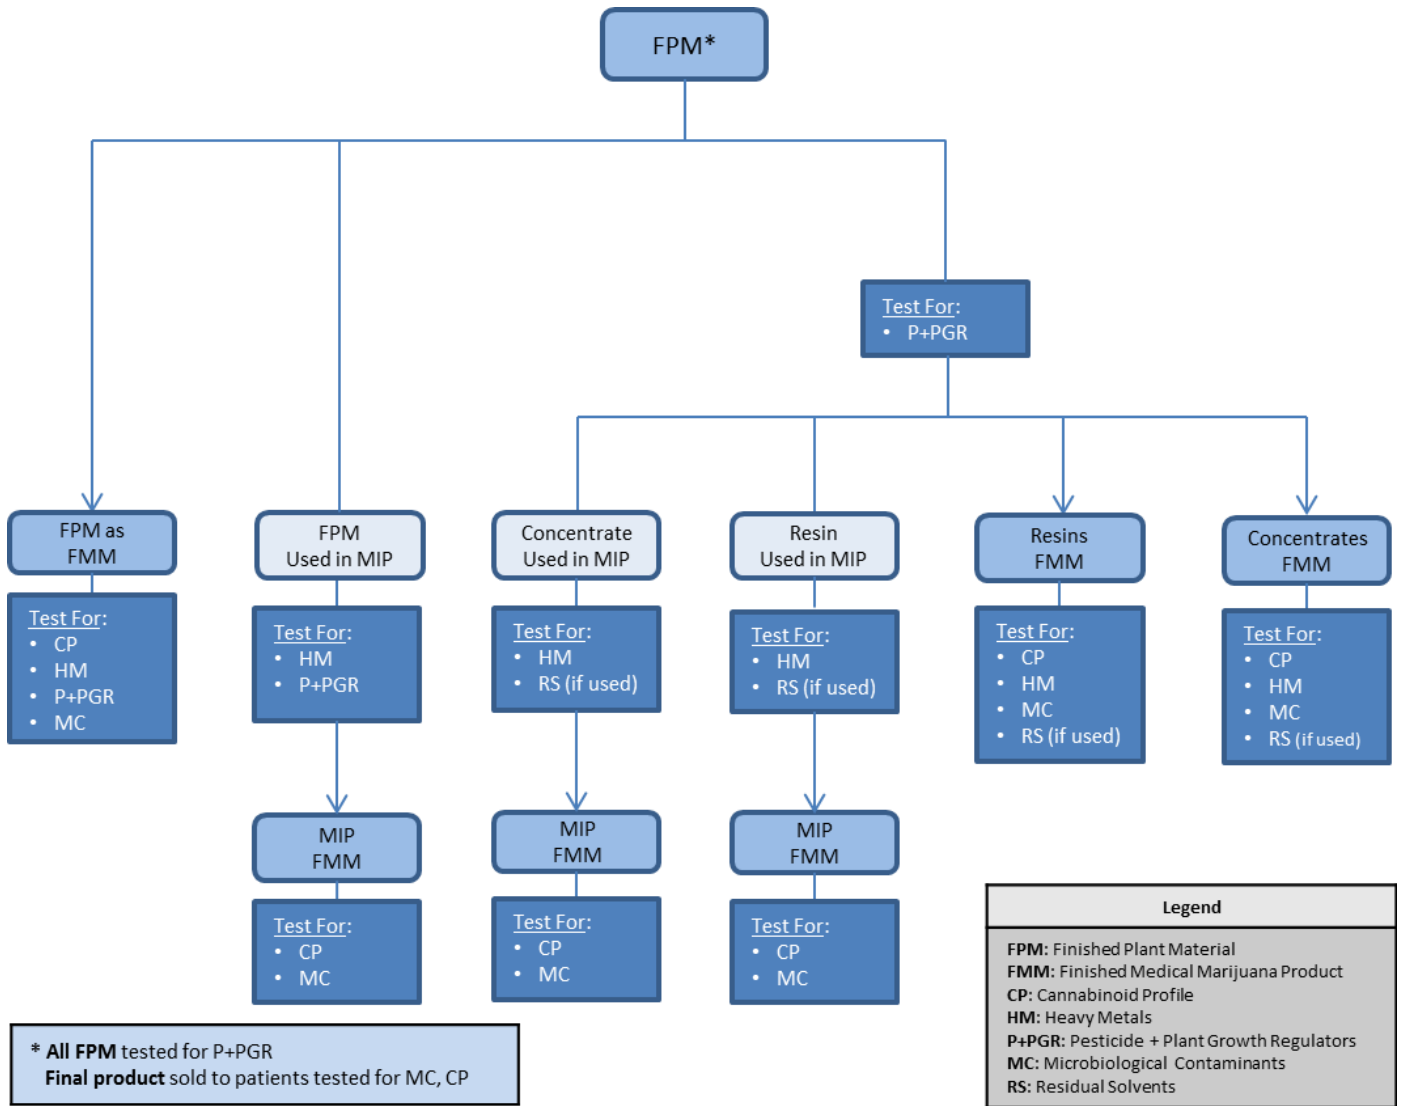 FPM*
Test For:
• P+PGR
FPM as
FMM
Test For:
• CP
• HM
• P+PGR
• MC
FPM
Used in MIP
Test For:
• HM
• P+PGR
MIP
FMM
Test For:
• CP
• MC
Concentrate
Used in MIP
Test For:
• HM
• RS (if used)
MIP
FMM
Test For:
• CP
• MC
Resin
Used in MIP
Test For:
• HM
• RS (if used)
MIP
FMM
Test For:
• CP
• MC
Resins
FMM
Test For:
• CP
• HM
• MC
• RS (if used)
Concentrates
FMM
Test For:
• CP
• HM
• MC
• RS (if used)
* All FPM tested for P+PGR
Final product sold to patients tested for MC, CP
Legend
FPM: Finished Plant Material
FMM: Finished Medical Marijuana Product
CP: Cannabinoid Profile
HM: Heavy Metals
P+PGR: Pesticide + Plant Growth Regulators
MC: Microbiological Contaminants
RS: Residual Solvents